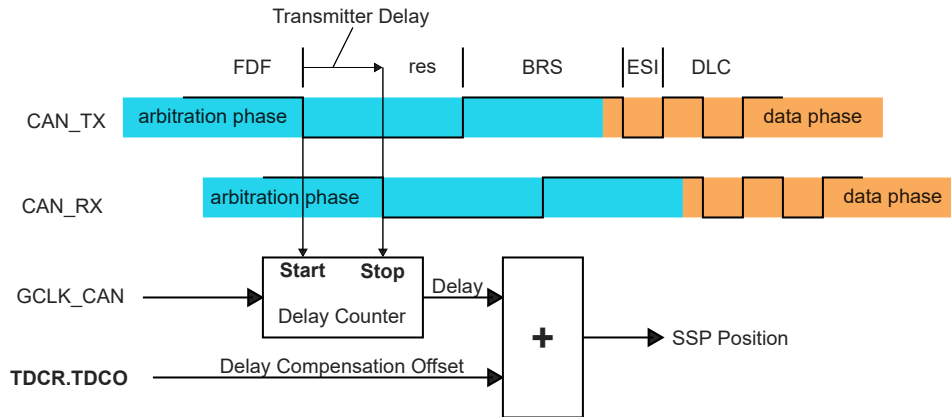 Transmitter Delay
FDF res BRS ESI DLC
CAN_TX arbitration phase data phase
CAN_RX arbitration phase data phase
Start Stop
GCLK_CAN Delay Counter Delay
+ SSP Position
TDCR.TDCO Delay Compensation Offset